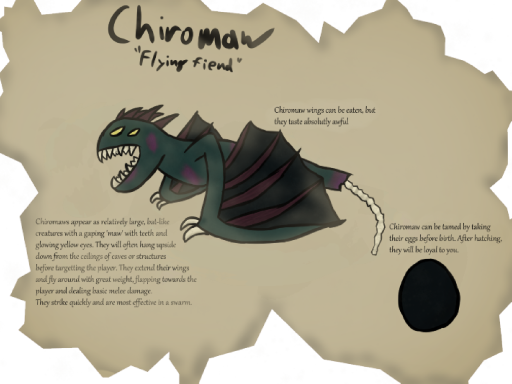 Chiromaw
"Flying fiend"
Chiromaw wings can be eaten, but
they taste absolutly awful
Chiromaws appear as relatively large, bat-like
creatures with a gaping 'maw' with teeth and
glowing yellow eyes. They will often hang upside
down from the ceilings of caves or structures
before targetting the player. They extend their wings
and fly around with great weight, flapping towards the
player and dealing basic melee damage.
They strike quickly and are most effective in a swarm.
Chiromaw can be tamed by taking
their eggs before birth. After hatching,
they will be loyal to you.